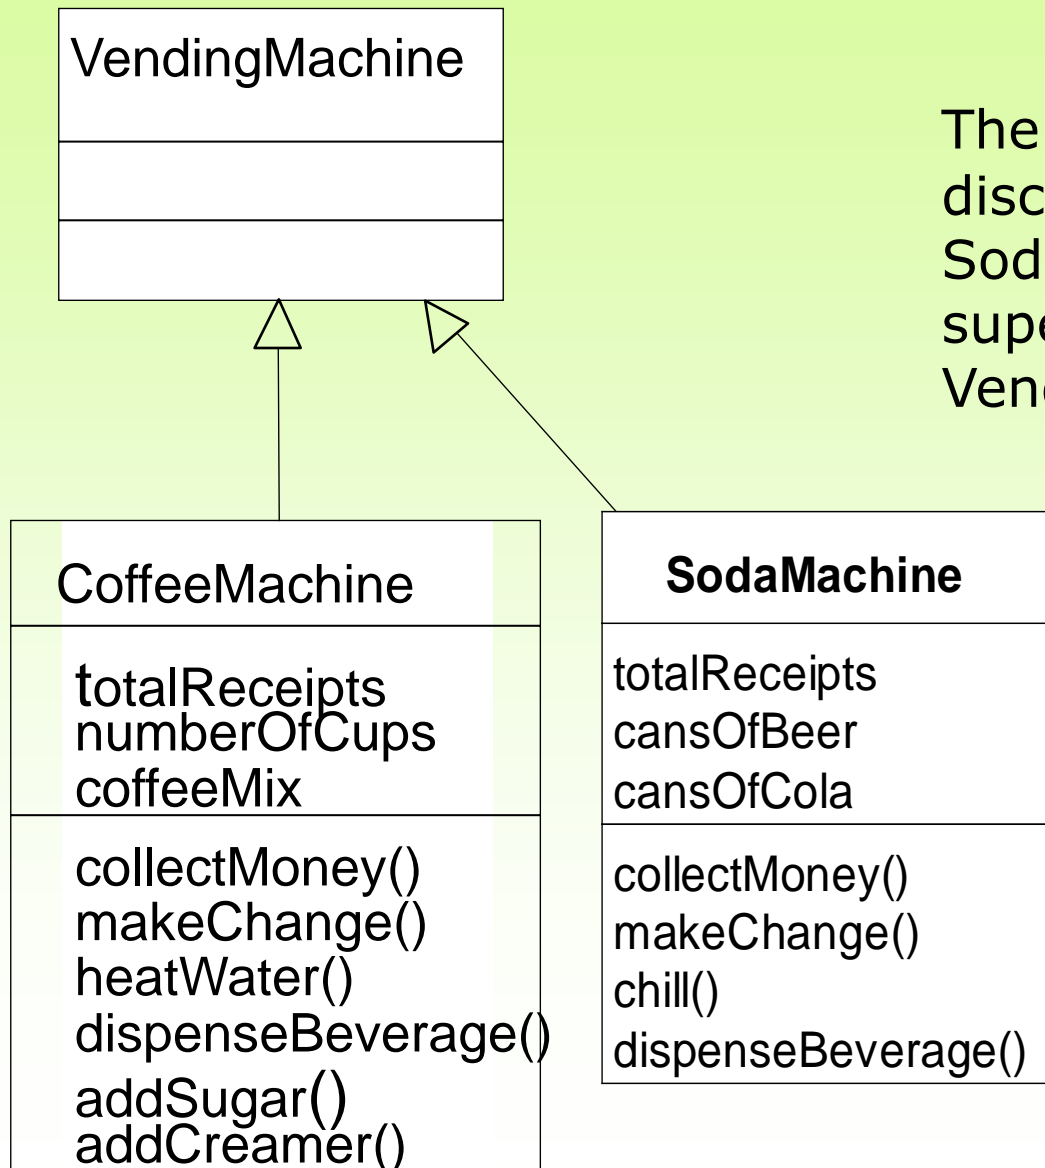 VendingMachine
The
disc
Sod
supe
Ven
CoffeeMachine
totalReceipts
numberOfCups
coffeeMix
collectMoney()
makeChange()
heatWater()
dispenseBeverage()
addSugar()
addCreamer()
SodaMachine
totalReceipts
cansOfBeer
cansOfCola
collectMoney()
makeChange()
chill()
dispenseBeverage()